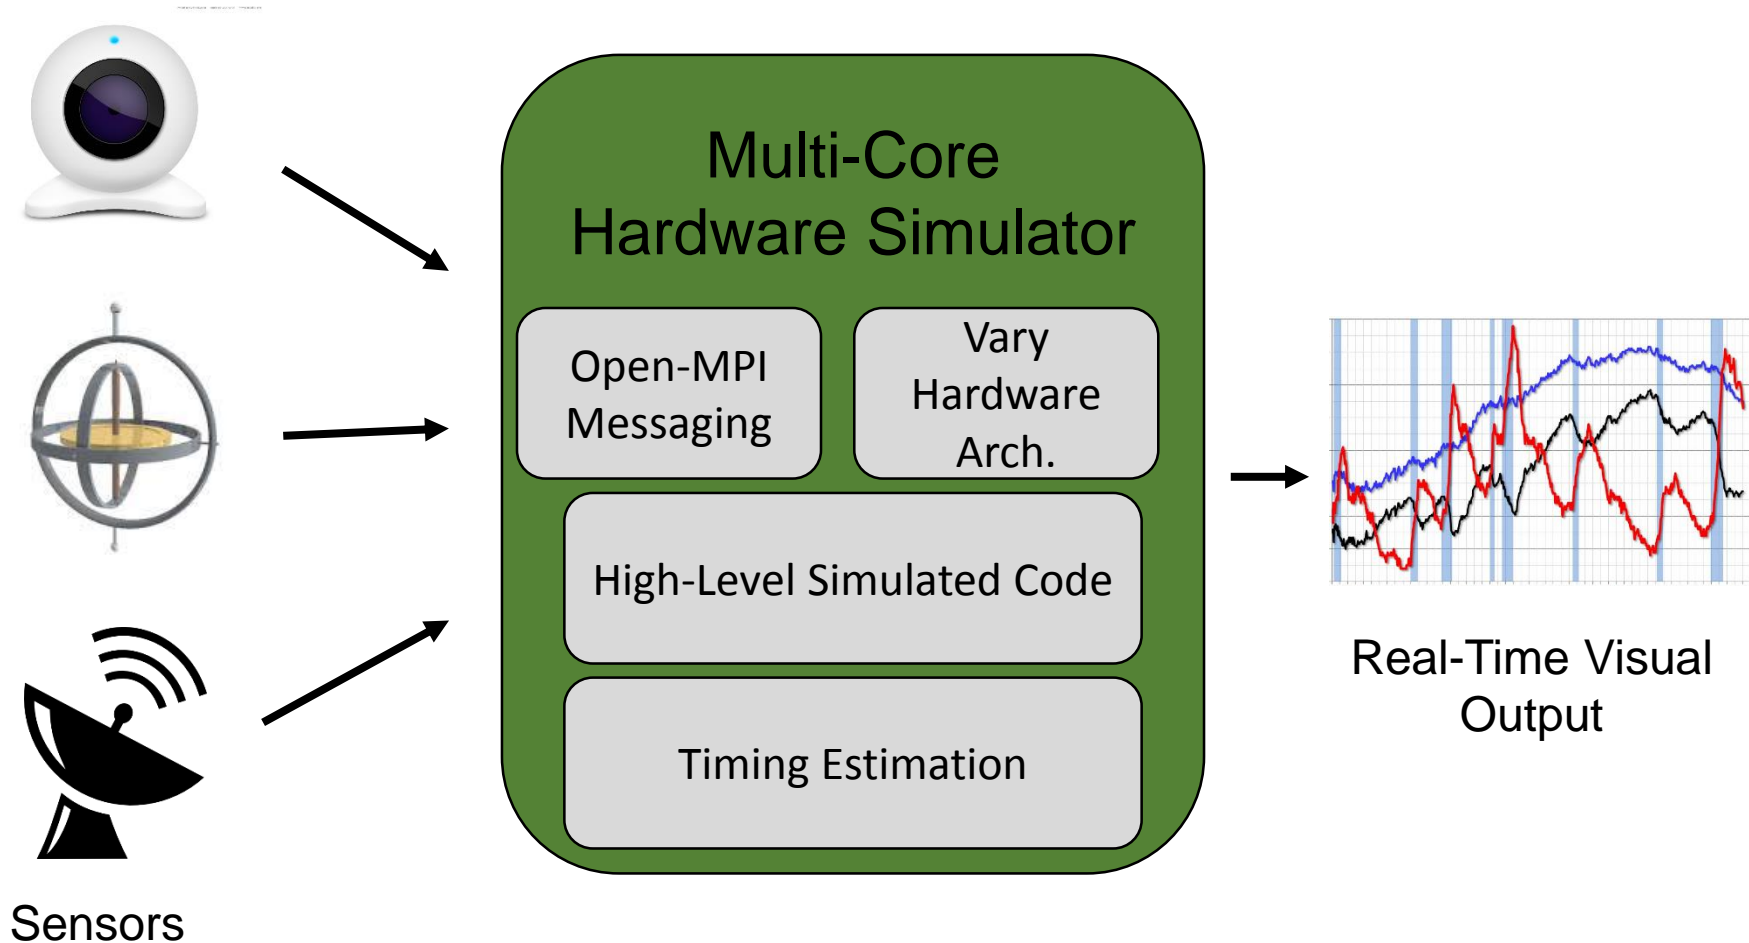 Multi-Core
Hardware Simulator
Open-MPI
Messaging
Vary
Hardware
Arch.
High-Level Simulated Code
Timing Estimation
Real-Time Visual
Output
Sensors